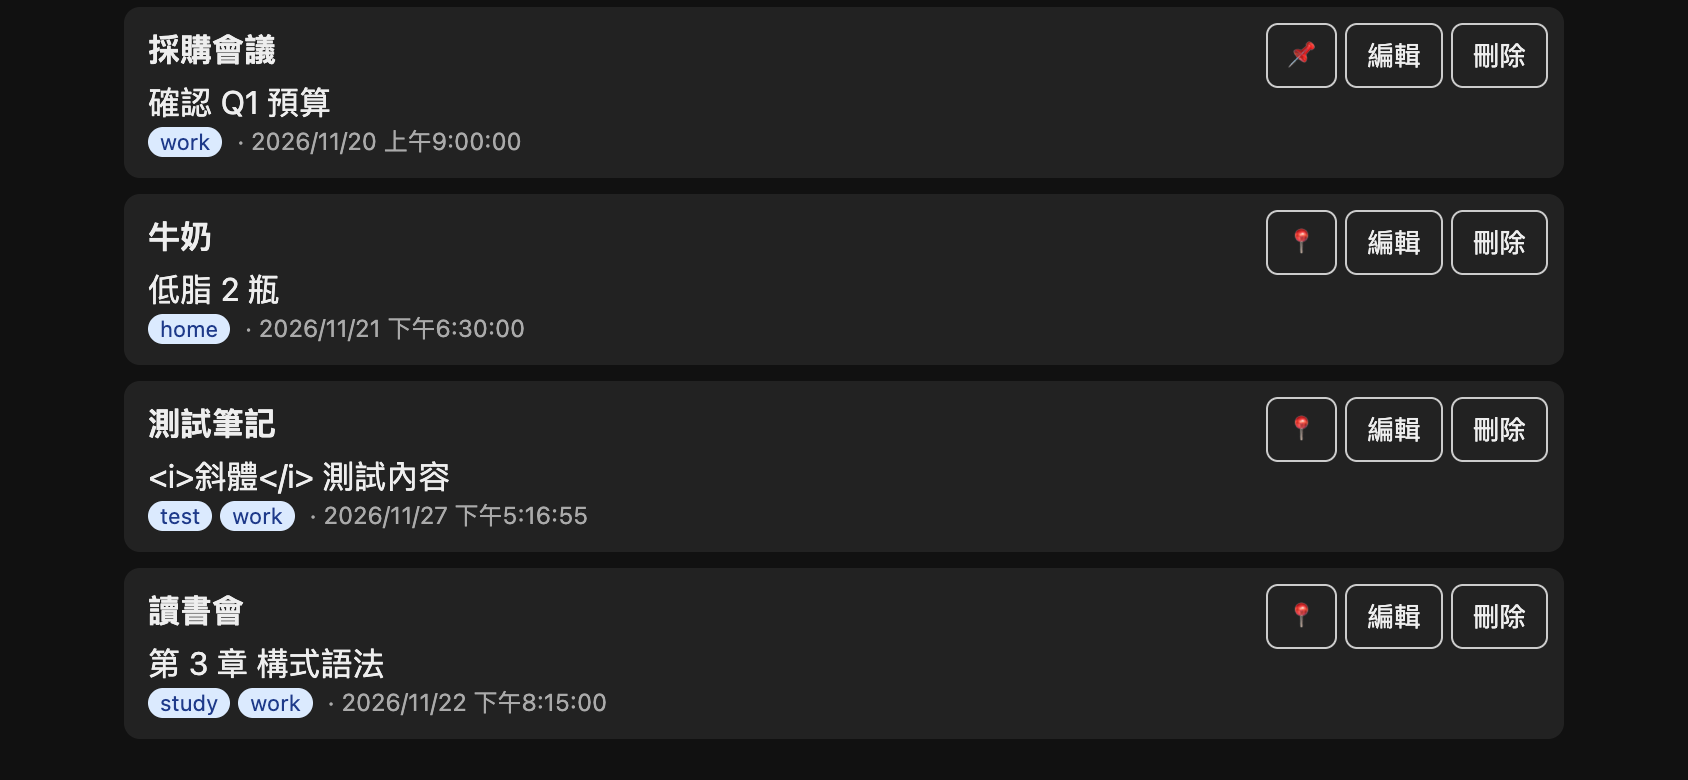 採購會議
📌 編輯 刪除
確認 Q1 預算
work · 2026/11/20 上午9:00:00
牛奶
📍 編輯 刪除
低脂 2 瓶
home · 2026/11/21 下午6:30:00
測試筆記
📍 編輯 刪除
<i>斜體</i> 測試內容
test work · 2026/11/27 下午5:16:55
讀書會
📍 編輯 刪除
第 3 章 構式語法
study work · 2026/11/22 下午8:15:00